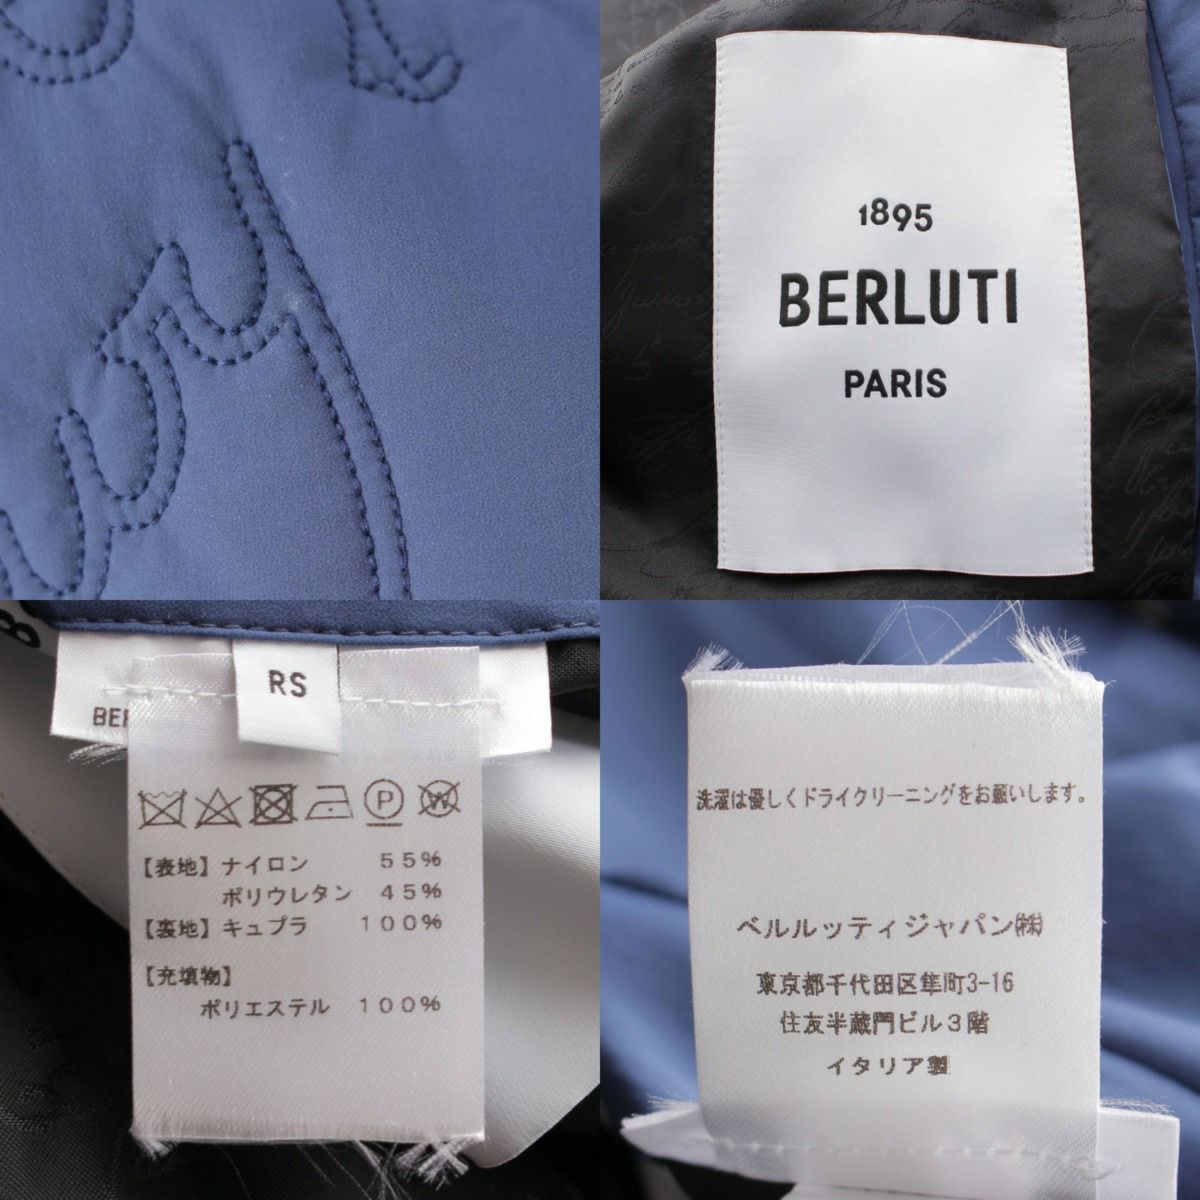 1895
BERLUTI
PARIS
RS
BER
【表地】ナイロン 55%
ポリウレタン 45%
【裏地】キュプラ 100%
【充填物】
ポリエステル 100%
洗濯は優しくドライクリーニングをお願いします。
ベルルッティジャパン㈱
東京都千代田区隼町3-16
住友半蔵門ビル3階
イタリア製